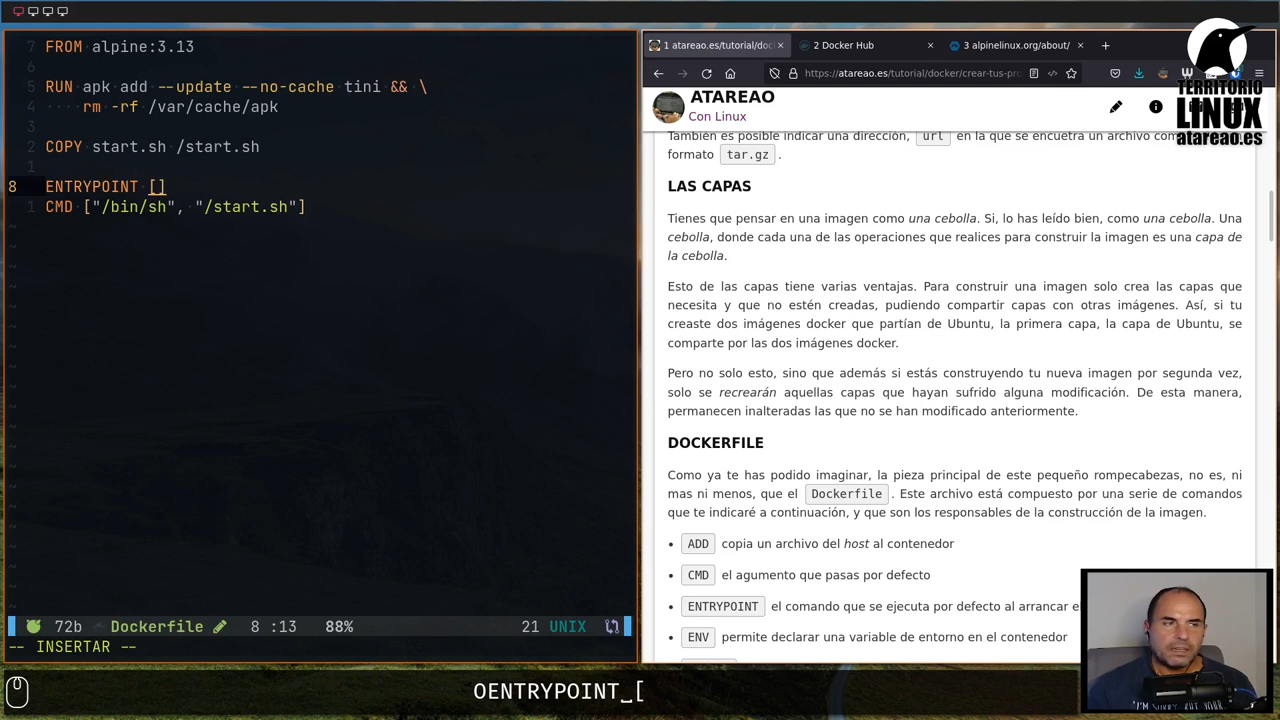 7 FROM alpine:3.13
6
5 RUN apk add --update --no-cache tini && \
4 ····rm -rf /var/cache/apk
3
2 COPY start.sh /start.sh
1
8 ENTRYPOINT []
1 CMD ["/bin/sh", "/start.sh"]
72b Dockerfile 8 :13 88% 21 UNIX
-- INSERTAR --
OENTRYPOINT␣[
1 atareao.es/tutorial/doc × 2 Docker Hub × 3 alpinelinux.org/about/ × +
https://atareao.es/tutorial/docker/crear-tus-pro
ATAREAO
Con Linux
TERRITORIO
LINUX
atareao.es
También es posible indicar una dirección, url en la que se encuetra un archivo com
formato tar.gz .
LAS CAPAS
Tienes que pensar en una imagen como una cebolla. Si, lo has leído bien, como una cebolla. Una
cebolla, donde cada una de las operaciones que realices para construir la imagen es una capa de
la cebolla.
Esto de las capas tiene varias ventajas. Para construir una imagen solo crea las capas que
necesita y que no estén creadas, pudiendo compartir capas con otras imágenes. Así, si tu
creaste dos imágenes docker que partían de Ubuntu, la primera capa, la capa de Ubuntu, se
comparte por las dos imágenes docker.
Pero no solo esto, sino que además si estás construyendo tu nueva imagen por segunda vez,
solo se recrearán aquellas capas que hayan sufrido alguna modificación. De esta manera,
permanecen inalteradas las que no se han modificado anteriormente.
DOCKERFILE
Como ya te has podido imaginar, la pieza principal de este pequeño rompecabezas, no es, ni
mas ni menos, que el Dockerfile . Este archivo está compuesto por una serie de comandos
que te indicaré a continuación, y que son los responsables de la construcción de la imagen.
• ADD copia un archivo del host al contenedor
• CMD el agumento que pasas por defecto
• ENTRYPOINT el comando que se ejecuta por defecto al arrancar e
• ENV permite declarar una variable de entorno en el contenedor